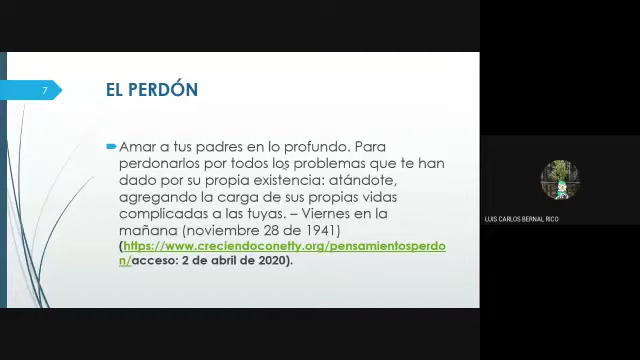 7
EL PERDÓN
Amar a tus padres en lo profundo. Para
perdonarlos por todos los problemas que te han
dado por su propia existencia: atándote,
agregando la carga de sus propias vidas
complicadas a las tuyas. – Viernes en la
mañana (noviembre 28 de 1941)
(https://www.creciendoconetty.org/pensamientosperdo
n/acceso: 2 de abril de 2020).
LUIS CARLOS BERNAL RICO